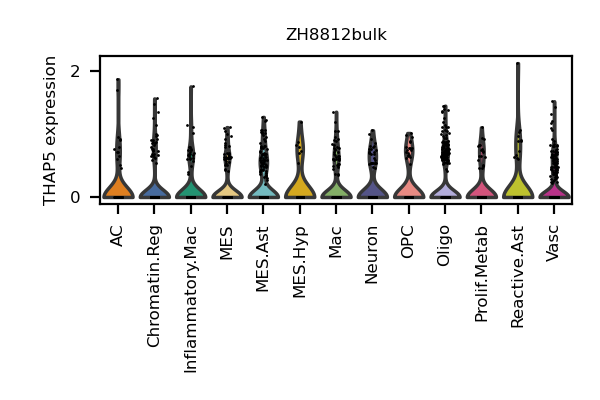 ZH8812bulk
THAP5 expression
2
0
AC
Chromatin.Reg
Inflammatory.Mac
MES
MES.Ast
MES.Hyp
Mac
Neuron
OPC
Oligo
Prolif.Metab
Reactive.Ast
Vasc